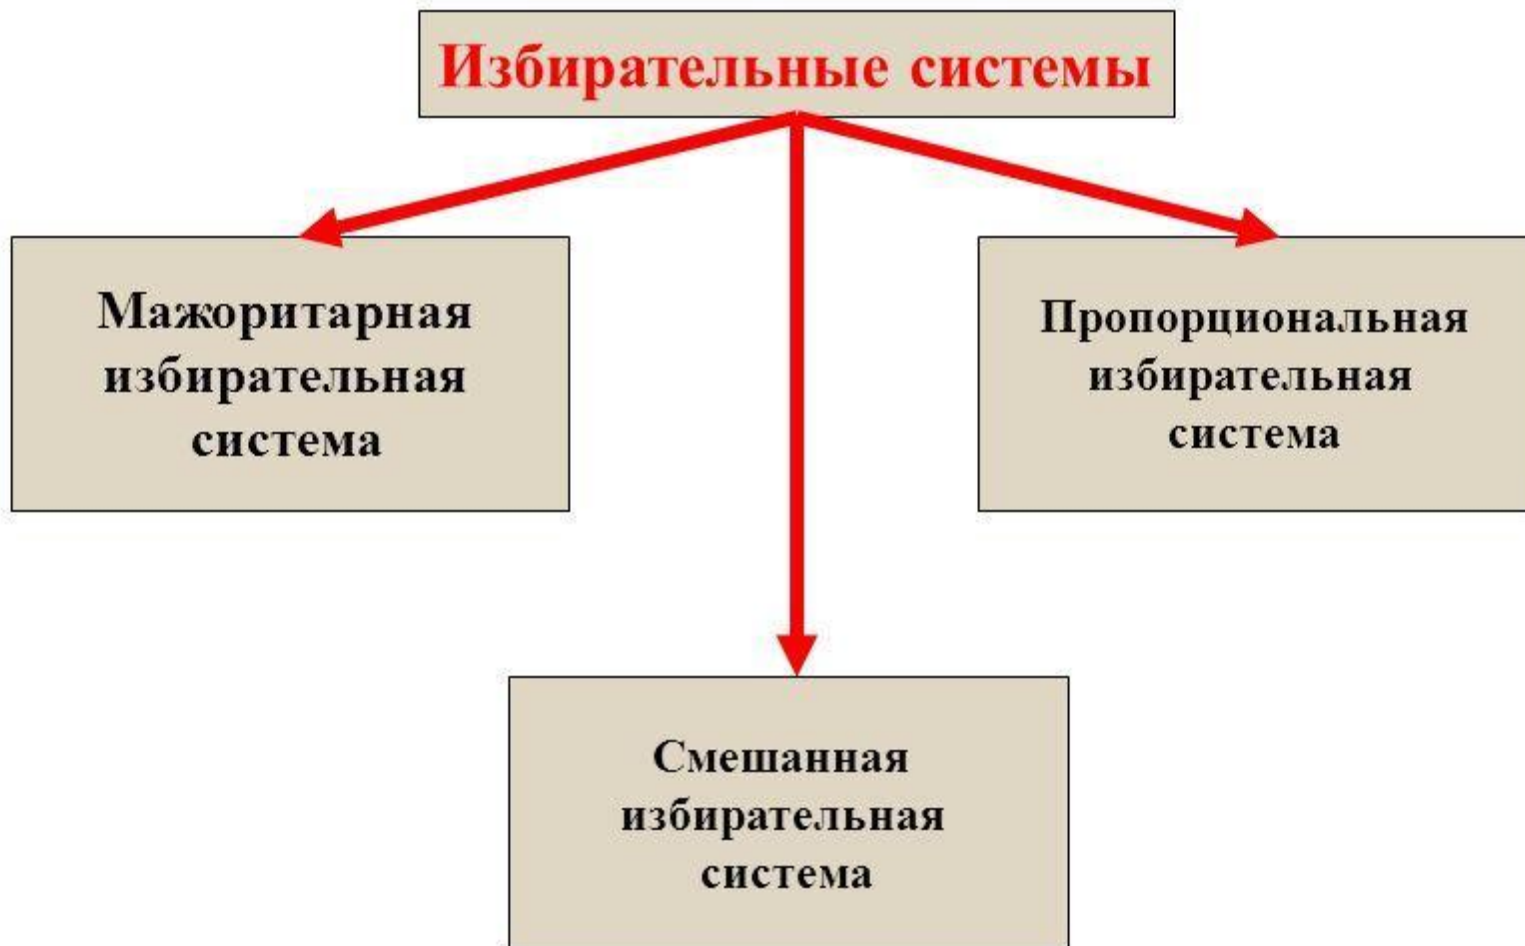 Избирательные системы
Мажоритарная
избирательная
система
Пропорциональная
избирательная
система
Смешанная
избирательная
система